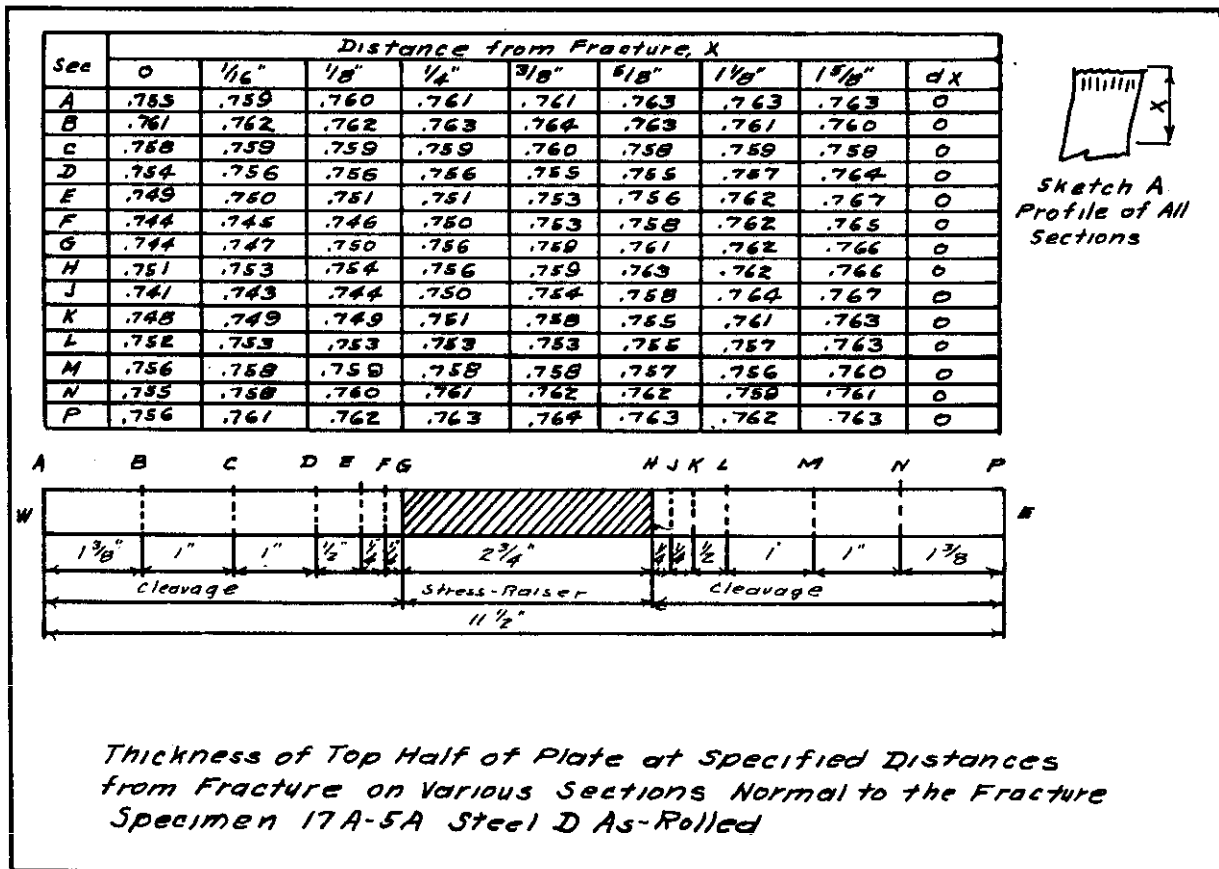 Distance from Fracture, X
Sec 0 1/16" 1/8" 1/4" 3/8" 5/8" 1 1/8" 1 5/8" dx
A .755 .759 .760 .761 .761 .763 .763 .763 0
B .761 .762 .762 .763 .764 .763 .761 .760 0
C .758 .759 .759 .759 .760 .758 .759 .758 0
D .754 .756 .756 .756 .755 .755 .757 .764 0
E .749 .750 .751 .751 .753 .756 .762 .767 0
F .744 .745 .746 .750 .753 .758 .762 .765 0
G .744 .747 .750 .756 .759 .761 .762 .766 0
H .751 .753 .754 .756 .759 .763 .762 .766 0
J .741 .743 .744 .750 .754 .758 .764 .767 0
K .748 .749 .749 .751 .758 .755 .761 .763 0
L .752 .753 .753 .753 .753 .755 .757 .763 0
M .756 .758 .758 .758 .758 .757 .756 .760 0
N .755 .758 .760 .761 .762 .762 .759 .761 0
P .756 .761 .762 .763 .764 .763 .762 .763 0
X
Sketch A
Profile of All
Sections
A B C D E F G H J K L M N P
W E
1 3/8" 1" 1" 1/2" 1/4" 1/4" 2 3/4" 1/4 1/4 1/2 1" 1" 1 3/8
Cleavage Stress-Raiser Cleavage
11 1/2"
Thickness of Top Half of Plate at Specified Distances
from Fracture on Various Sections Normal to the Fracture
Specimen 17A-5A Steel D As-Rolled